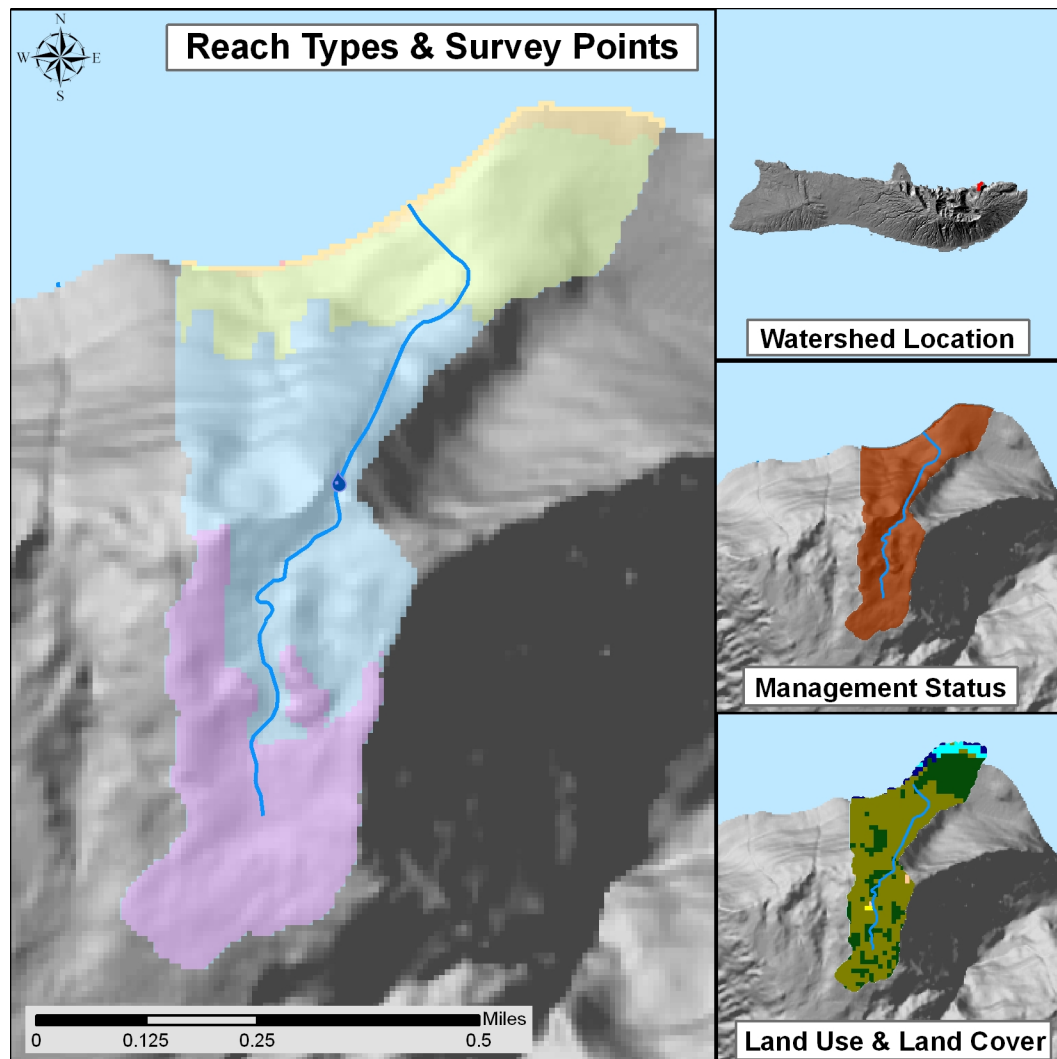 N
Reach Types & Survey Points
W E
S
Watershed Location
Management Status
Miles
0 0.125 0.25 0.5
Land Use & Land Cover